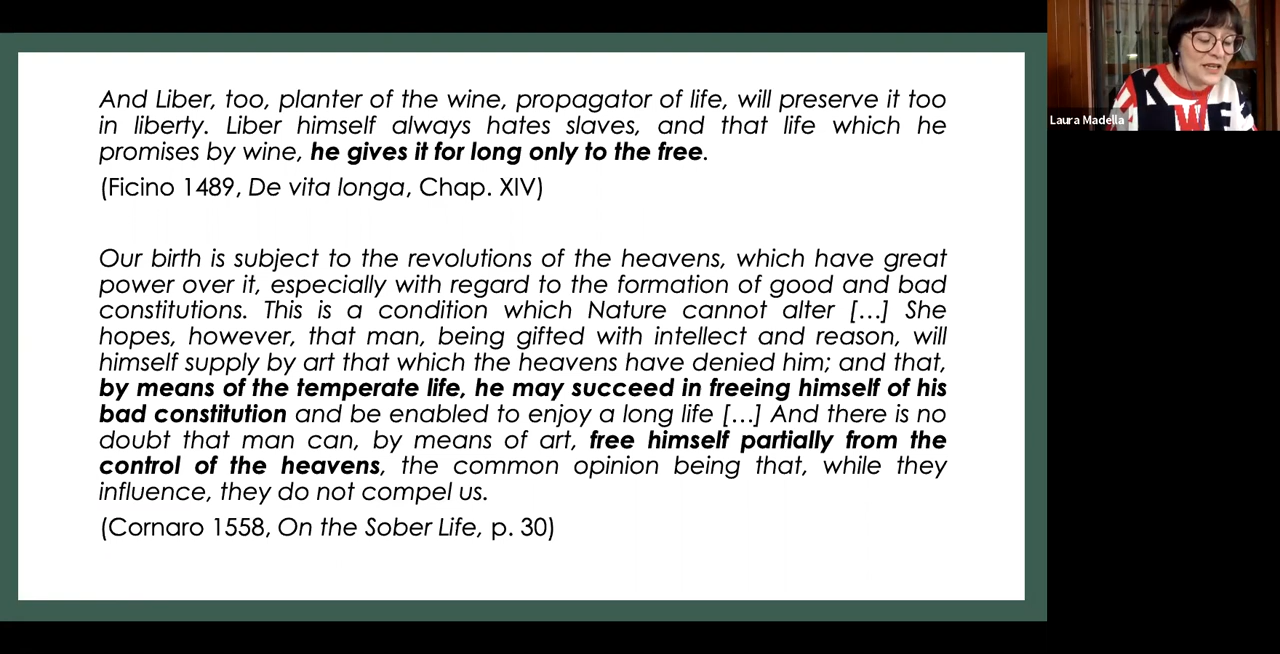 And Liber, too, planter of the wine, propagator of life, will preserve it too
in liberty. Liber himself always hates slaves, and that life which he
promises by wine, he gives it for long only to the free.
(Ficino 1489, De vita longa, Chap. XIV)
Our birth is subject to the revolutions of the heavens, which have great
power over it, especially with regard to the formation of good and bad
constitutions. This is a condition which Nature cannot alter […] She
hopes, however, that man, being gifted with intellect and reason, will
himself supply by art that which the heavens have denied him; and that,
by means of the temperate life, he may succeed in freeing himself of his
bad constitution and be enabled to enjoy a long life […] And there is no
doubt that man can, by means of art, free himself partially from the
control of the heavens, the common opinion being that, while they
influence, they do not compel us.
(Cornaro 1558, On the Sober Life, p. 30)
Laura Madella